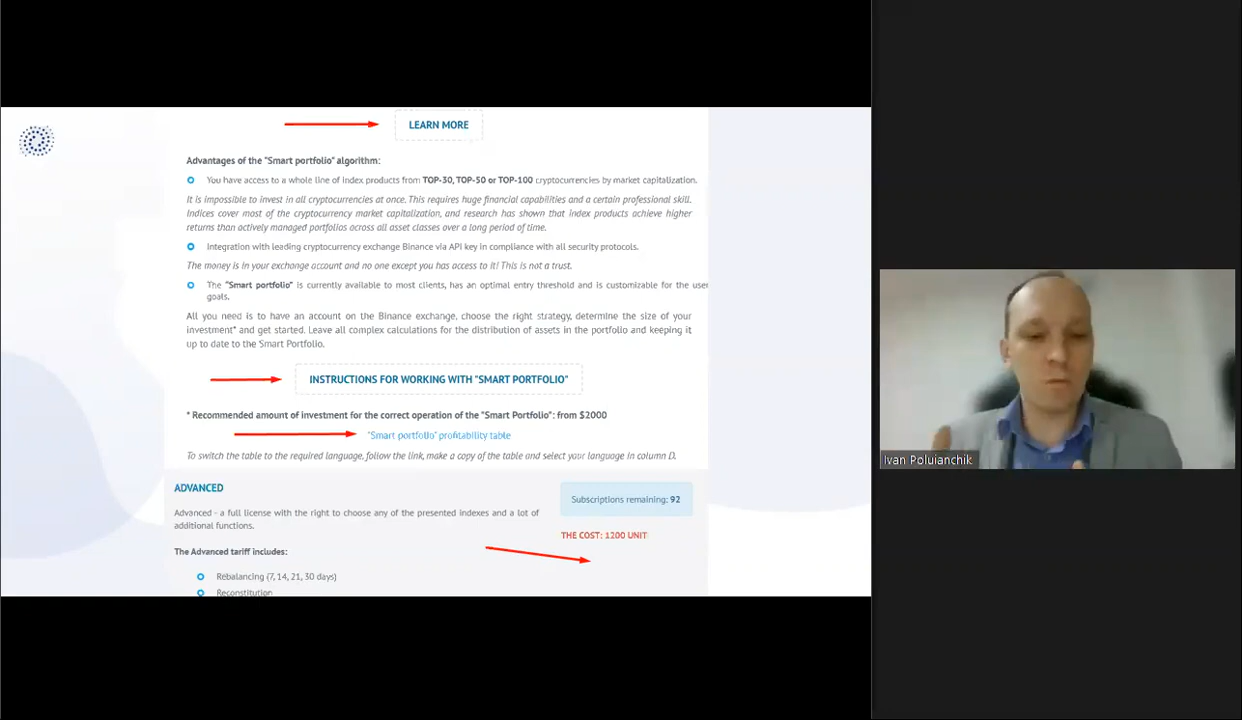 LEARN MORE
Advantages of the "Smart portfolio" algorithm:
You have access to a whole line of index products from TOP-30, TOP-50 or TOP-100 cryptocurrencies by market capitalization.
It is impossible to invest in all cryptocurrencies at once. This requires huge financial capabilities and a certain professional skill.
Indices cover most of the cryptocurrency market capitalization, and research has shown that index products achieve higher
returns than actively managed portfolios across all asset classes over a long period of time.
Integration with leading cryptocurrency exchange Binance via API key in compliance with all security protocols.
The money is in your exchange account and no one except you has access to it! This is not a trust.
The "Smart portfolio" is currently available to most clients, has an optimal entry threshold and is customizable for the user
goals.
All you need is to have an account on the Binance exchange, choose the right strategy, determine the size of your
investment* and get started. Leave all complex calculations for the distribution of assets in the portfolio and keeping it
up to date to the Smart Portfolio.
INSTRUCTIONS FOR WORKING WITH "SMART PORTFOLIO"
* Recommended amount of investment for the correct operation of the "Smart Portfolio": from $2000
"Smart portfolio" profitability table
To switch the table to the required language, follow the link, make a copy of the table and select your language in column D.
ADVANCED
Subscriptions remaining: 92
Advanced - a full license with the right to choose any of the presented indexes and a lot of
additional functions.
THE COST: 1200 UNIT
The Advanced tariff includes:
Rebalancing (7, 14, 21, 30 days)
Reconstitution
Ivan Poluianchik